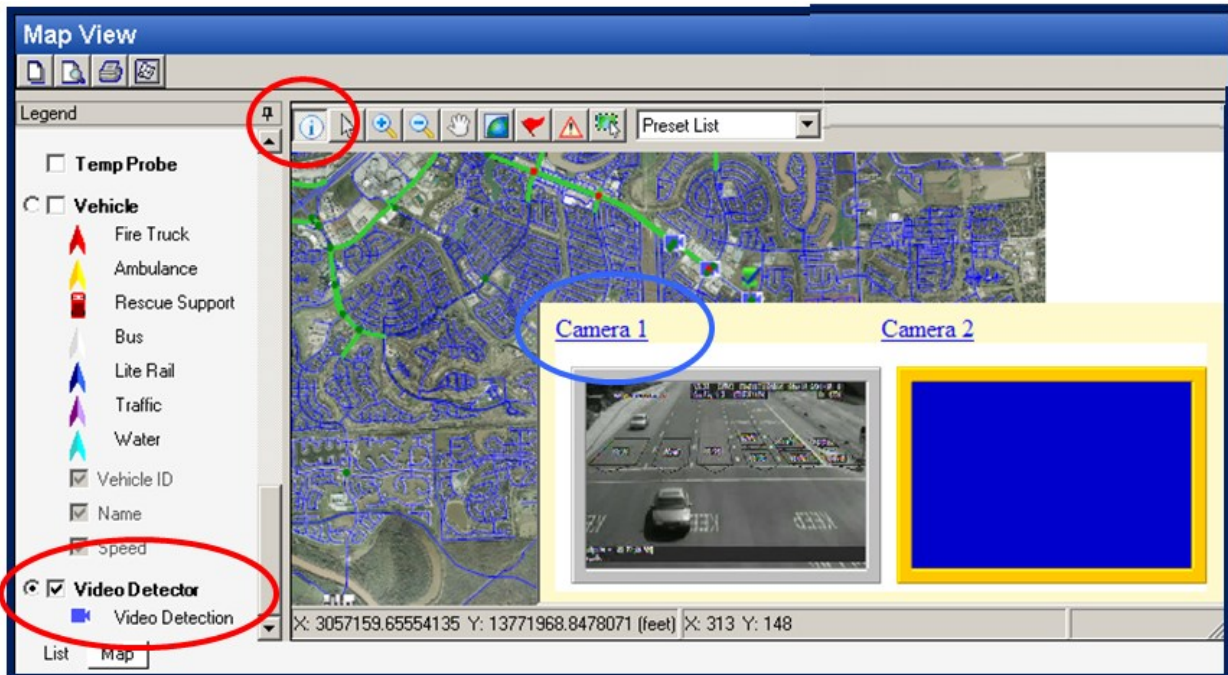 Map View
Legend
Preset List
Temp Probe
Vehicle
Fire Truck
Ambulance
Rescue Support
Bus
Lite Rail
Traffic
Water
Vehicle ID
Name
Speed
Video Detector
Video Detection
List Map
Camera 1 Camera 2
KEEP KEEP
X: 3057159.65554135 Y: 13771968.8478071 (feet) X: 313 Y: 148